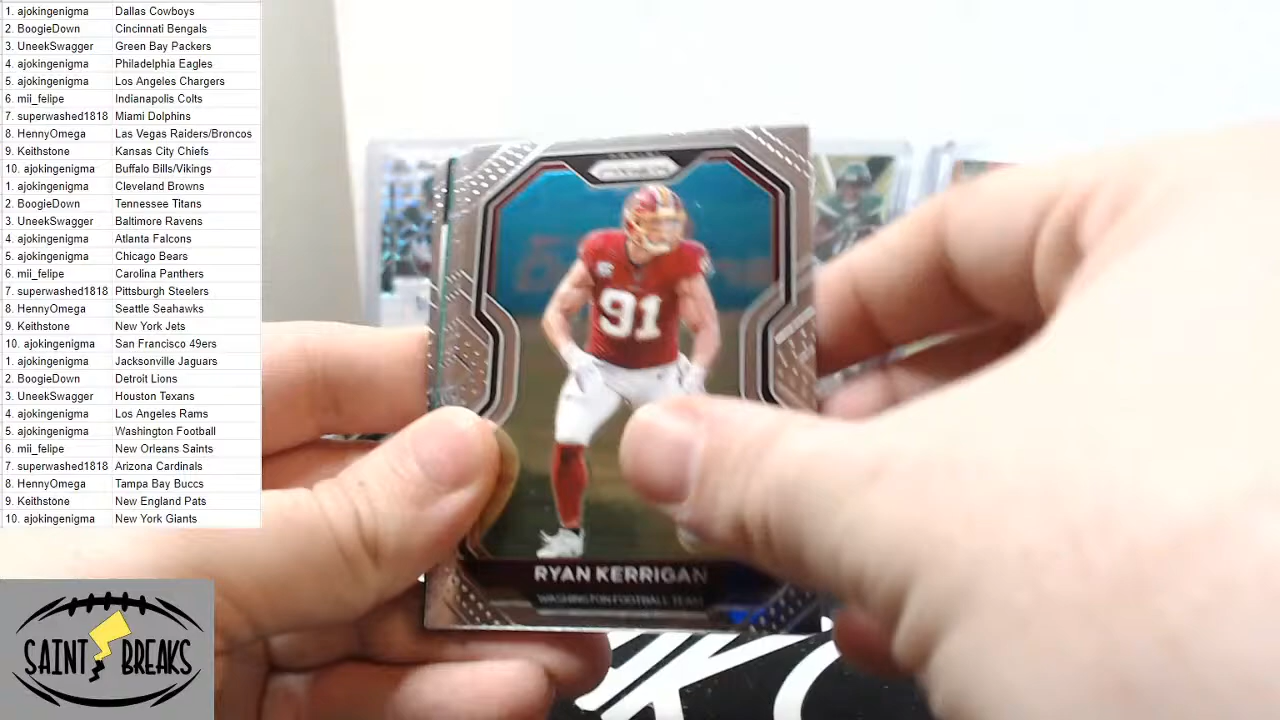 1. ajokingenigma Dallas Cowboys
2. BoogieDown Cincinnati Bengals
3. UneekSwagger Green Bay Packers
4. ajokingenigma Philadelphia Eagles
5. ajokingenigma Los Angeles Chargers
6. mii_felipe Indianapolis Colts
7. superwashed1818 Miami Dolphins
8. HennyOmega Las Vegas Raiders/Broncos
9. Keithstone Kansas City Chiefs
10. ajokingenigma Buffalo Bills/Vikings
1. ajokingenigma Cleveland Browns
2. BoogieDown Tennessee Titans
3. UneekSwagger Baltimore Ravens
4. ajokingenigma Atlanta Falcons
5. ajokingenigma Chicago Bears
6. mii_felipe Carolina Panthers
7. superwashed1818 Pittsburgh Steelers
8. HennyOmega Seattle Seahawks
9. Keithstone New York Jets
10. ajokingenigma San Francisco 49ers
1. ajokingenigma Jacksonville Jaguars
2. BoogieDown Detroit Lions
3. UneekSwagger Houston Texans
4. ajokingenigma Los Angeles Rams
5. ajokingenigma Washington Football
6. mii_felipe New Orleans Saints
7. superwashed1818 Arizona Cardinals
8. HennyOmega Tampa Bay Buccs
9. Keithstone New England Pats
10. ajokingenigma New York Giants
SAINT BREAKS
91
RYAN KERRIGAN
WASHINGTON FOOTBALL TEAM